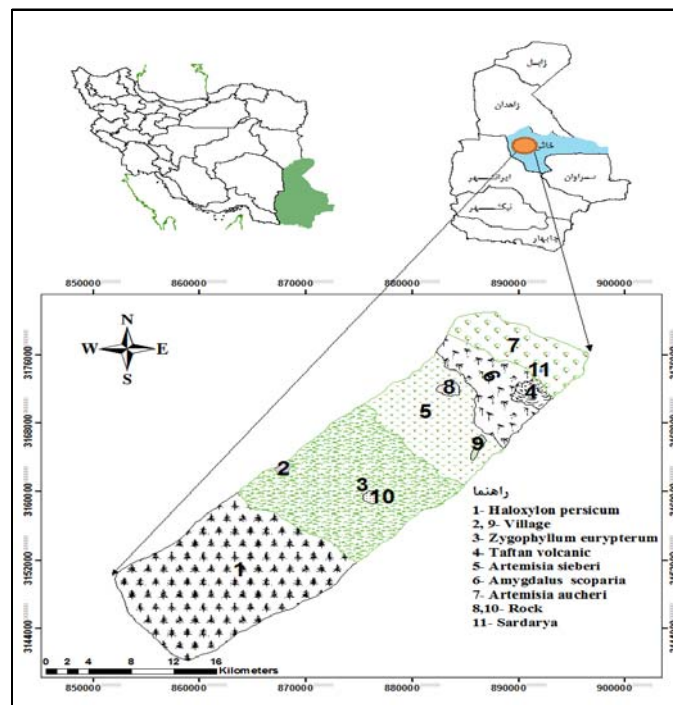 زابل
زاهدان
خاش
ایرانشهر
سراوان
نیکشهر
چابهار
850000 860000 870000 880000 890000 900000
N
W E
S
3176000 3176000
3168000
3160000 3160000
3152000
3144000
7
11
6
4
8
5
9
2
3
10
1
راهنما
1- Haloxylon persicum
2, 9- Village
3- Zygophyllum eurypterum
4- Taftan volcanic
5- Artemisia sieberi
6- Amygdalus scoparia
7- Artemisia aucheri
8,10- Rock
11- Sardarya
0 2 4 8 12 16
Kilometers
850000 860000 870000 880000 890000 900000